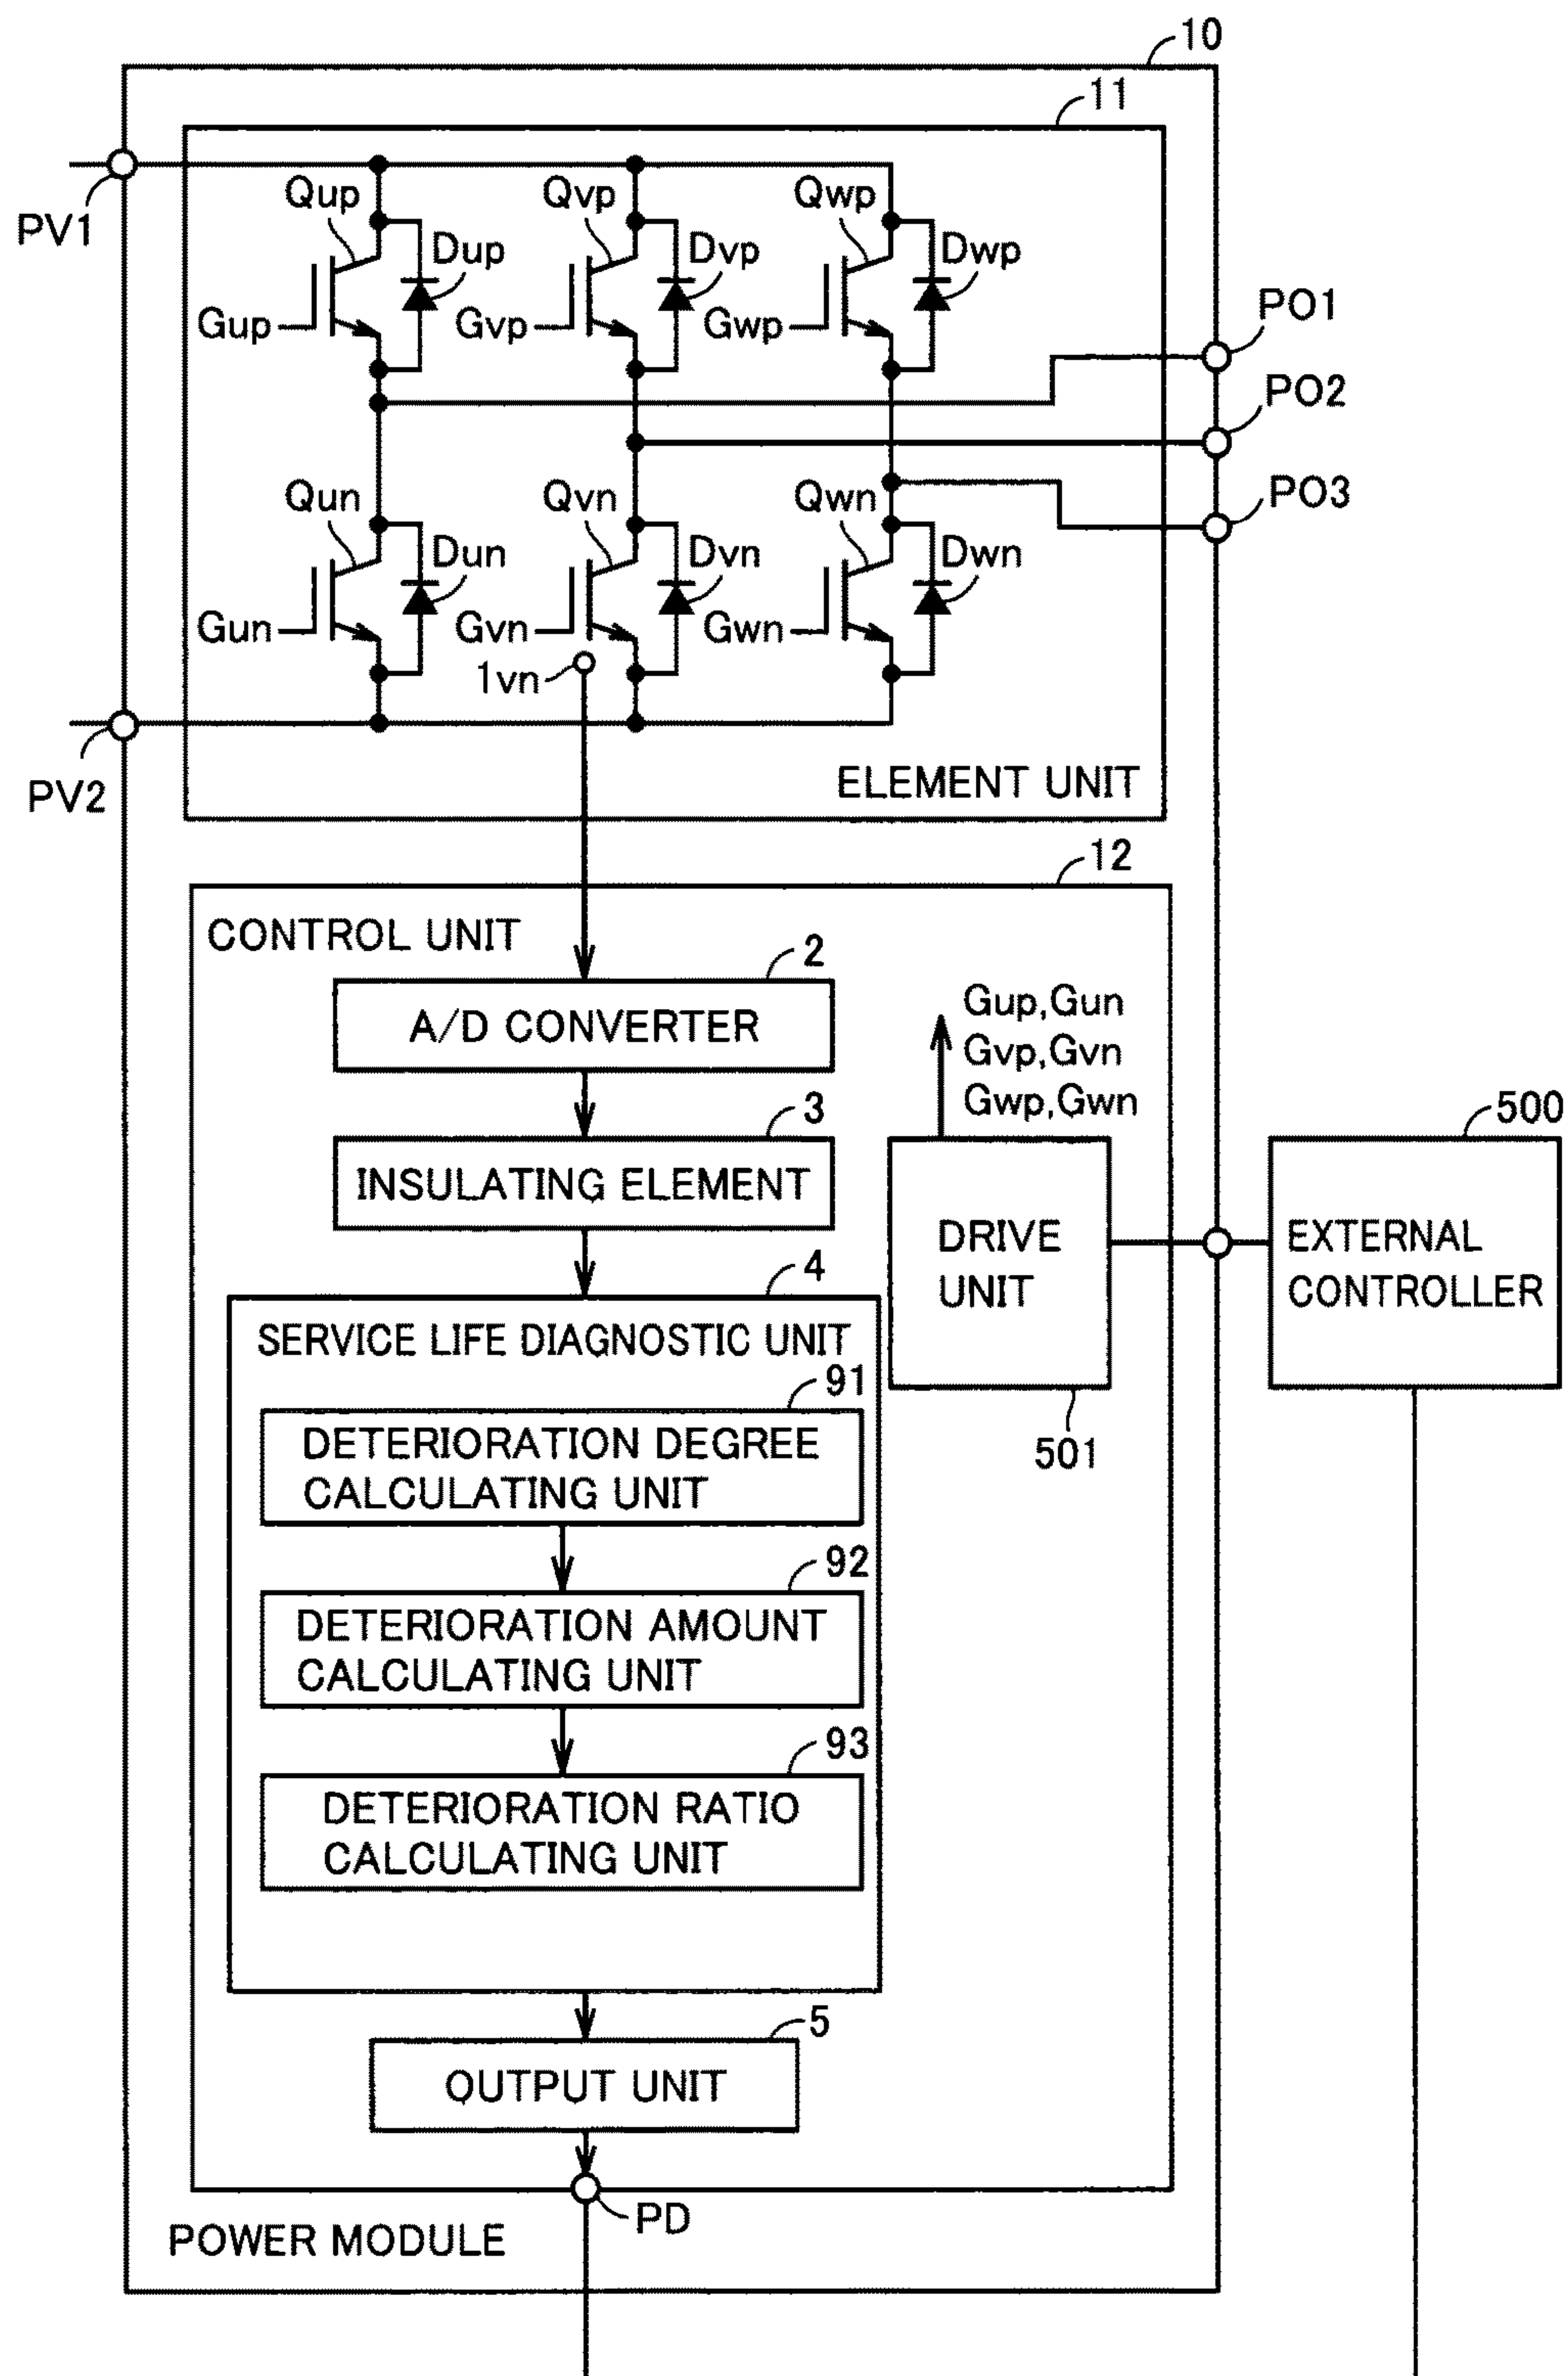 10
11
PV1
Qup
Qvp
Qwp
Dup
Dvp
Dwp
Gup
Gvp
Gwp
PO1
PO2
PO3
Qun
Qvn
Qwn
Dun
Dvn
Dwn
Gun
Gvn
Gwn
1vn
PV2
ELEMENT UNIT
12
CONTROL UNIT
2
A/D CONVERTER
Gup,Gun
Gvp,Gvn
Gwp,Gwn
3
INSULATING ELEMENT
500
DRIVE
UNIT
EXTERNAL
CONTROLLER
501
4
SERVICE LIFE DIAGNOSTIC UNIT
91
DETERIORATION DEGREE
CALCULATING UNIT
92
DETERIORATION AMOUNT
CALCULATING UNIT
93
DETERIORATION RATIO
CALCULATING UNIT
5
OUTPUT UNIT
PD
POWER MODULE